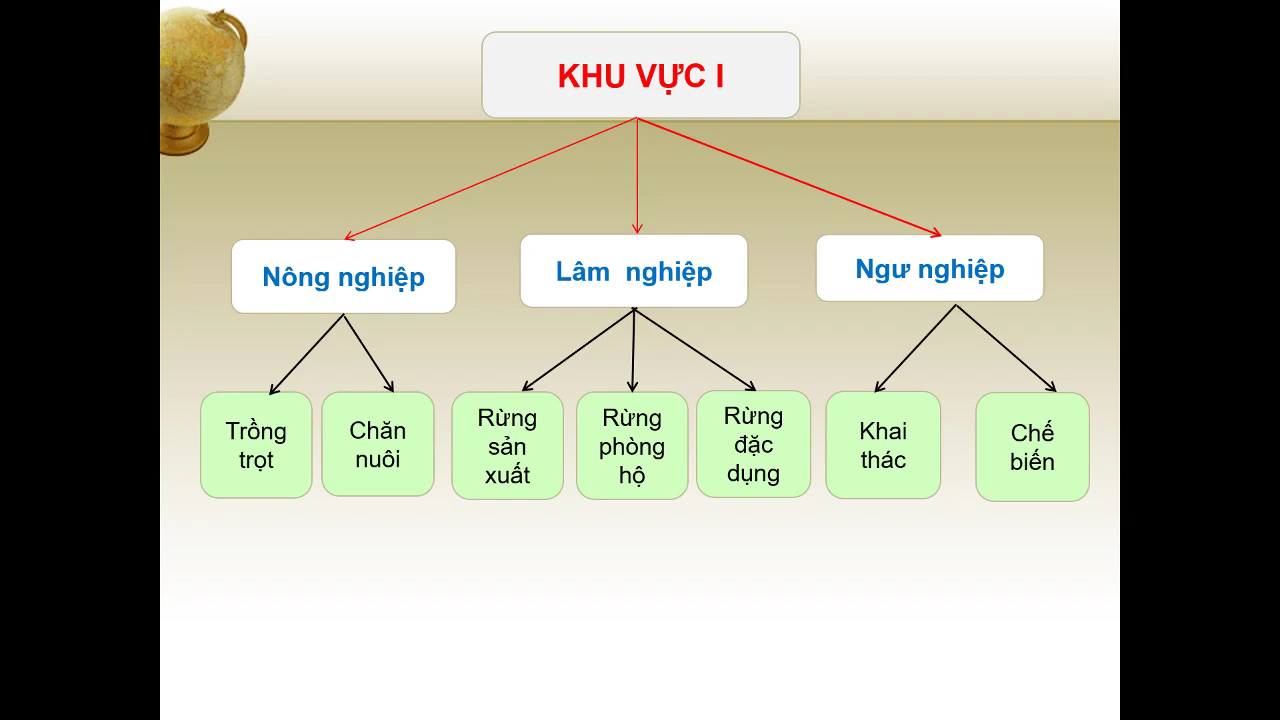 KHU VỰC I
Nông nghiệp
Lâm  nghiệp
Ngư nghiệp
Trồng
trọt
Chăn
nuôi
Rừng
sản
xuất
Rừng
phòng
hộ
Rừng
đặc
dụng
Khai
thác
Chế
biến